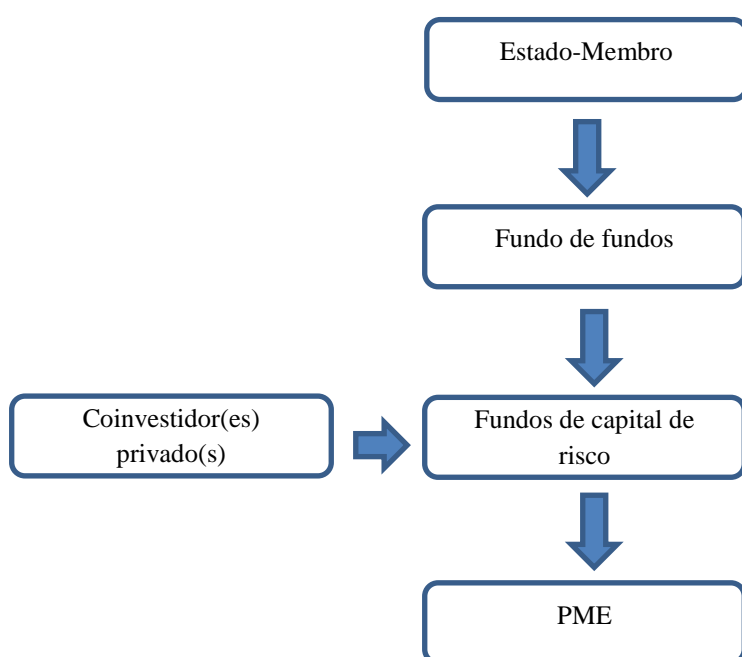 Estado-Membro
Fundo de fundos
Coinvestidor(es)
privado(s)
Fundos de capital de
risco
PME